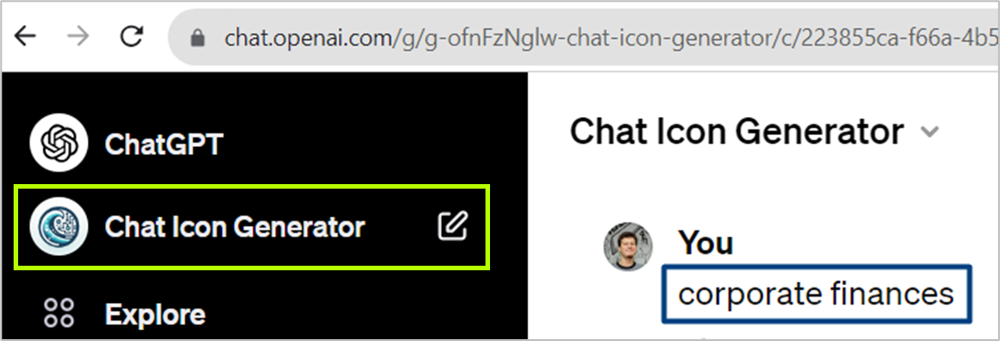 chat.openai.com/g/g-ofnFzNglw-chat-icon-generator/c/223855ca-f66a-4b5
ChatGPT
Chat Icon Generator
Explore
Chat Icon Generator
You
corporate finances